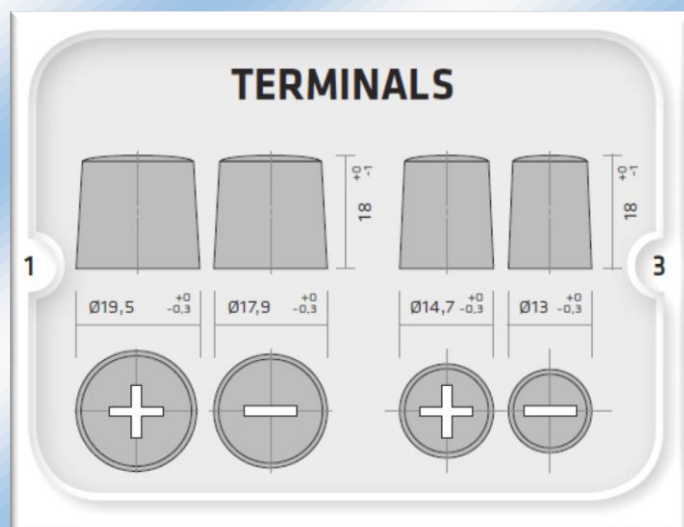 TERMINALS
18 +0 -1
18 +0 -1
1
3
Ø19,5 +0 -0,3
Ø17,9 +0 -0,3
Ø14,7 +0 -0,3
Ø13 +0 -0,3